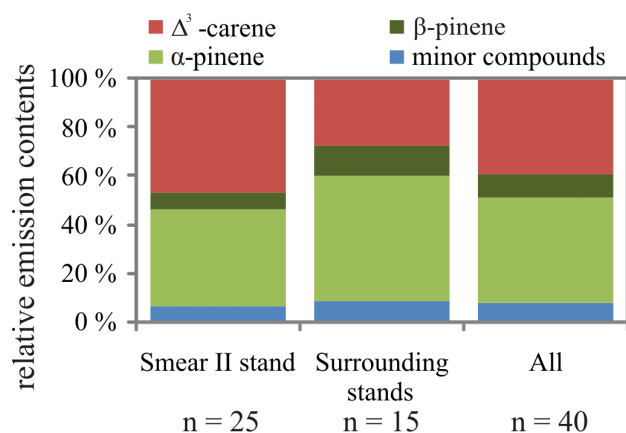 Δ³ -carene
β-pinene
α-pinene
minor compounds
relative emission contents
100 %
80 %
60 %
40 %
20 %
0 %
Smear II stand
Surrounding
stands
All
n = 25
n = 15
n = 40